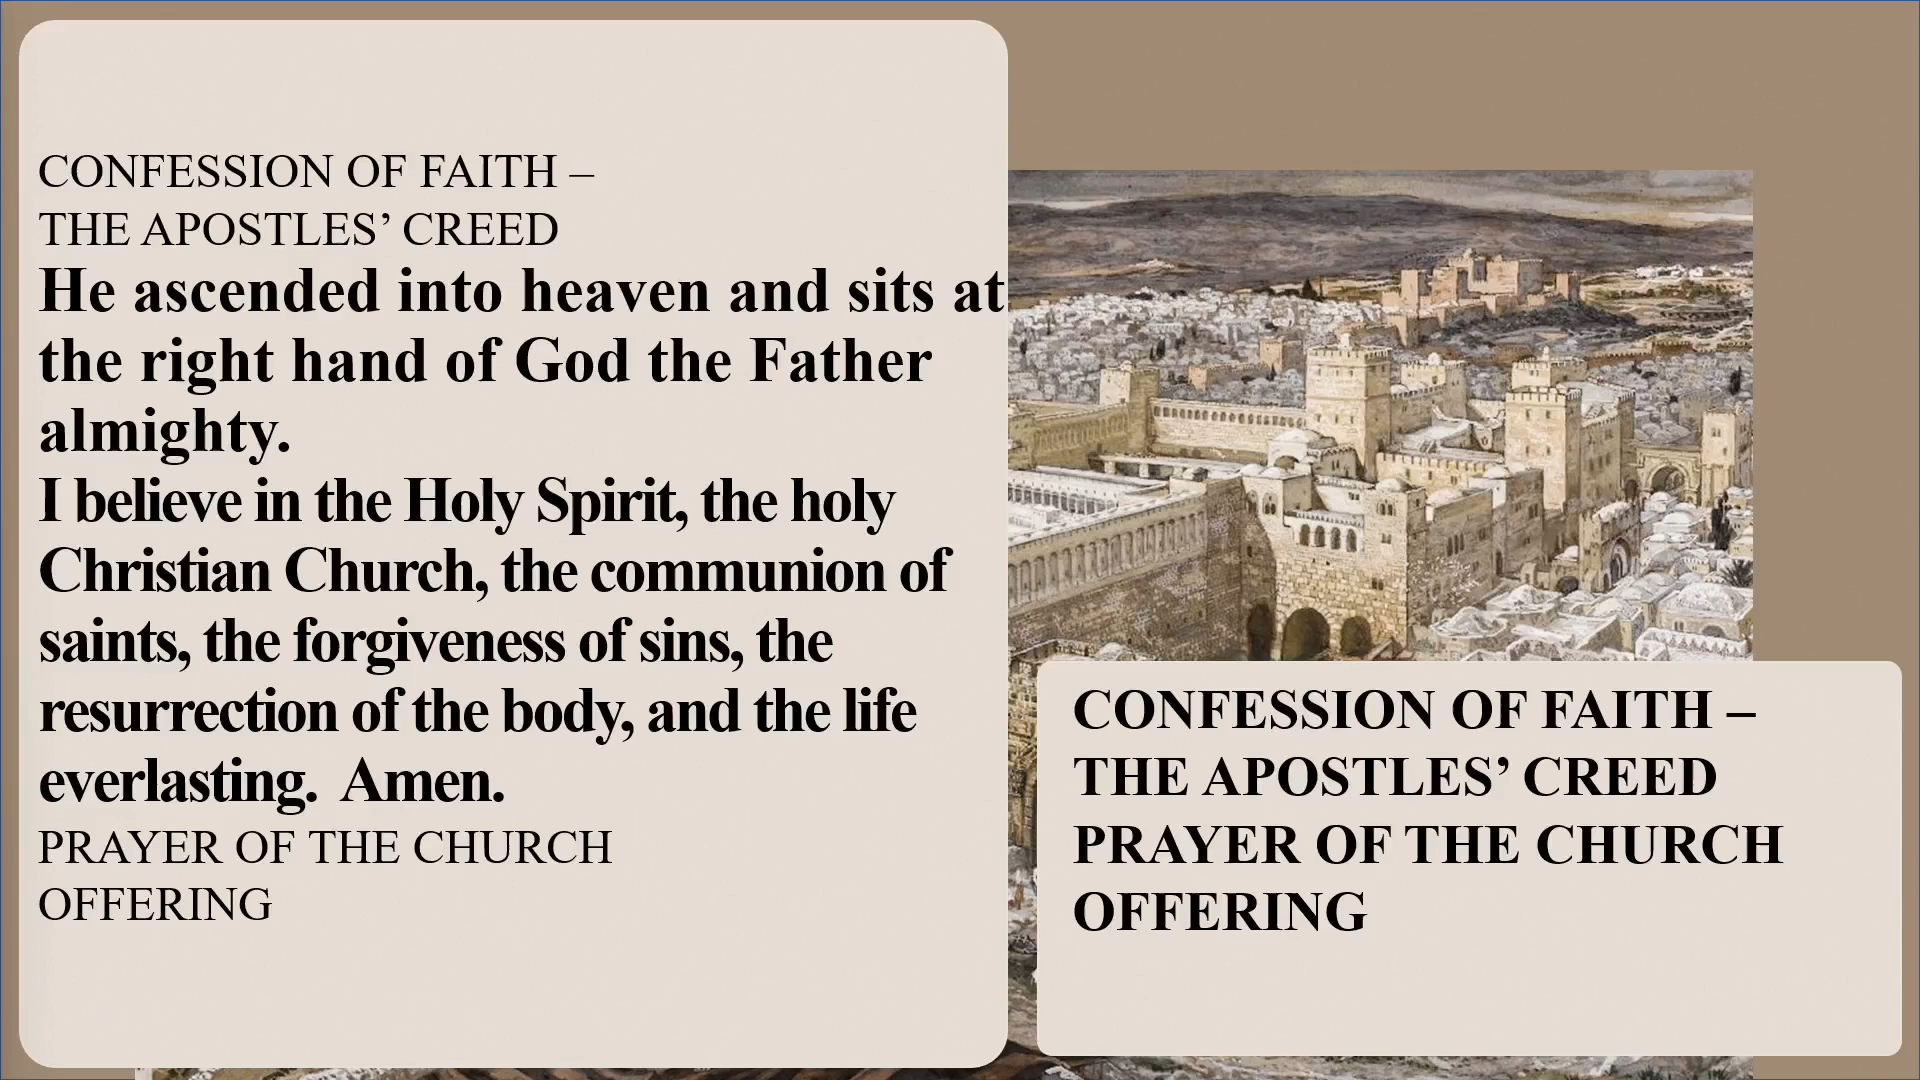 CONFESSION OF FAITH –
THE APOSTLES’ CREED
He ascended into heaven and sits at
the right hand of God the Father
almighty.
I believe in the Holy Spirit, the holy
Christian Church, the communion of
saints, the forgiveness of sins, the
resurrection of the body, and the life
everlasting.  Amen.
PRAYER OF THE CHURCH
OFFERING
CONFESSION OF FAITH –
THE APOSTLES’ CREED
PRAYER OF THE CHURCH
OFFERING